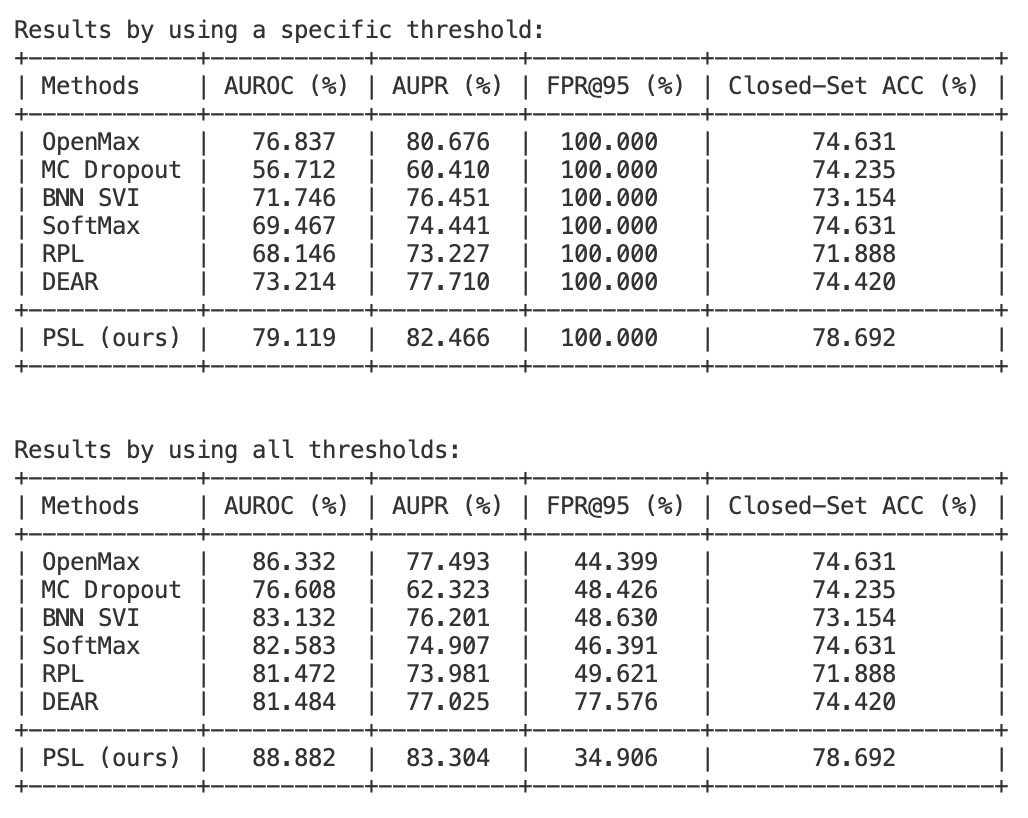 Results by using a specific threshold:
+-------------+------------+-----------+-------------+---------------------+
| Methods     | AUROC (%)  | AUPR (%)  | FPR@95 (%)  | Closed-Set ACC (%)  |
+-------------+------------+-----------+-------------+---------------------+
| OpenMax     |   76.837   |  80.676   |   100.000   |       74.631        |
| MC Dropout  |   56.712   |  60.410   |   100.000   |       74.235        |
| BNN SVI     |   71.746   |  76.451   |   100.000   |       73.154        |
| SoftMax     |   69.467   |  74.441   |   100.000   |       74.631        |
| RPL         |   68.146   |  73.227   |   100.000   |       71.888        |
| DEAR        |   73.214   |  77.710   |   100.000   |       74.420        |
+-------------+------------+-----------+-------------+---------------------+
| PSL (ours)  |   79.119   |  82.466   |   100.000   |       78.692        |
+-------------+------------+-----------+-------------+---------------------+
Results by using all thresholds:
+-------------+------------+-----------+-------------+---------------------+
| Methods     | AUROC (%)  | AUPR (%)  | FPR@95 (%)  | Closed-Set ACC (%)  |
+-------------+------------+-----------+-------------+---------------------+
| OpenMax     |   86.332   |  77.493   |   44.399    |       74.631        |
| MC Dropout  |   76.608   |  62.323   |   48.426    |       74.235        |
| BNN SVI     |   83.132   |  76.201   |   48.630    |       73.154        |
| SoftMax     |   82.583   |  74.907   |   46.391    |       74.631        |
| RPL         |   81.472   |  73.981   |   49.621    |       71.888        |
| DEAR        |   81.484   |  77.025   |   77.576    |       74.420        |
+-------------+------------+-----------+-------------+---------------------+
| PSL (ours)  |   88.882   |  83.304   |   34.906    |       78.692        |
+-------------+------------+-----------+-------------+---------------------+